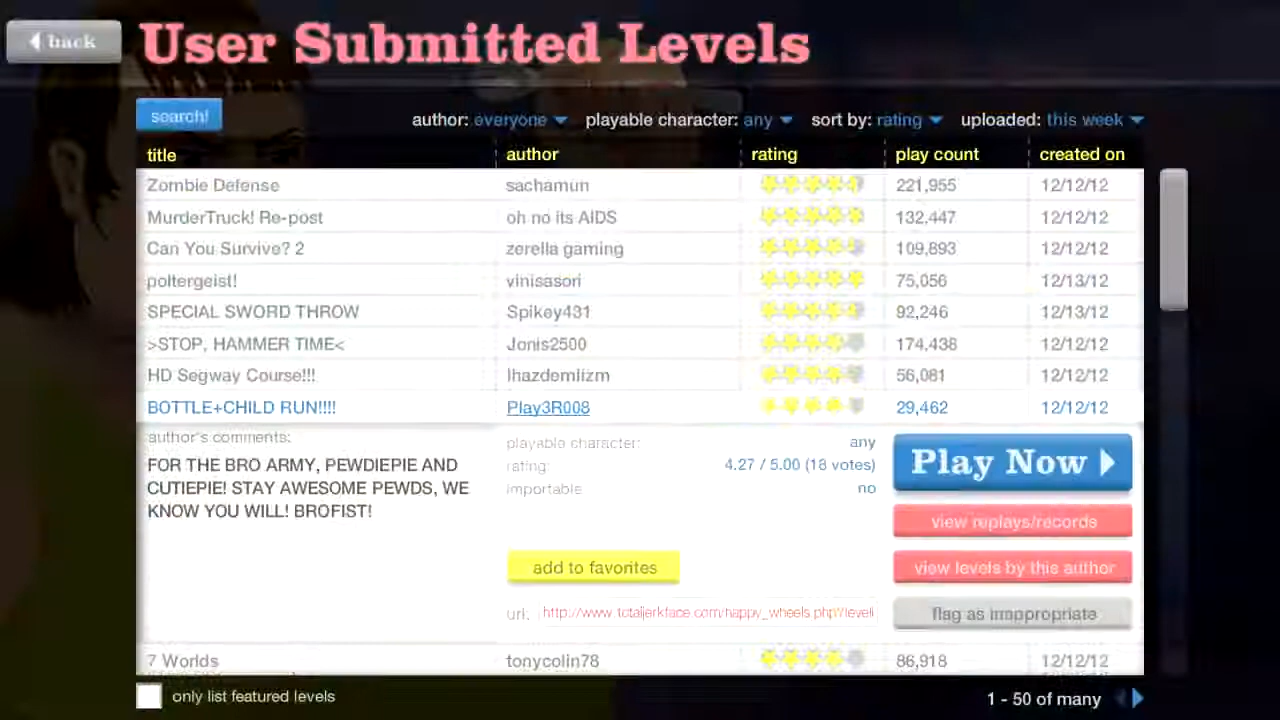 back
User Submitted Levels
search! author: everyone playable character: any sort by: rating uploaded: this week
title author rating play count created on
Zombie Defense sachamun 221,955 12/12/12
MurderTruck! Re-post oh no its AIDS 132,447 12/12/12
Can You Survive? 2 zerella gaming 109,893 12/12/12
poltergeist! vinisasori 75,056 12/13/12
SPECIAL SWORD THROW Spikey431 92,246 12/13/12
>STOP, HAMMER TIME< Jonis2500 174,438 12/12/12
HD Segway Course!!! lhazdemlizm 56,081 12/12/12
BOTTLE+CHILD RUN!!!! Play3R008 29,462 12/12/12
author's comments:
FOR THE BRO ARMY, PEWDIEPIE AND
CUTIEPIE! STAY AWESOME PEWDS, WE
KNOW YOU WILL! BROFIST!
playable character: any
rating: 4.27 / 5.00 (18 votes)
importable no
add to favorites
url: http://www.totaljerkface.com/happy_wheels.php?leveli
Play Now
view replays/records
view levels by this author
flag as inappropriate
7 Worlds tonycolin78 86,918 12/12/12
only list featured levels
1 - 50 of many